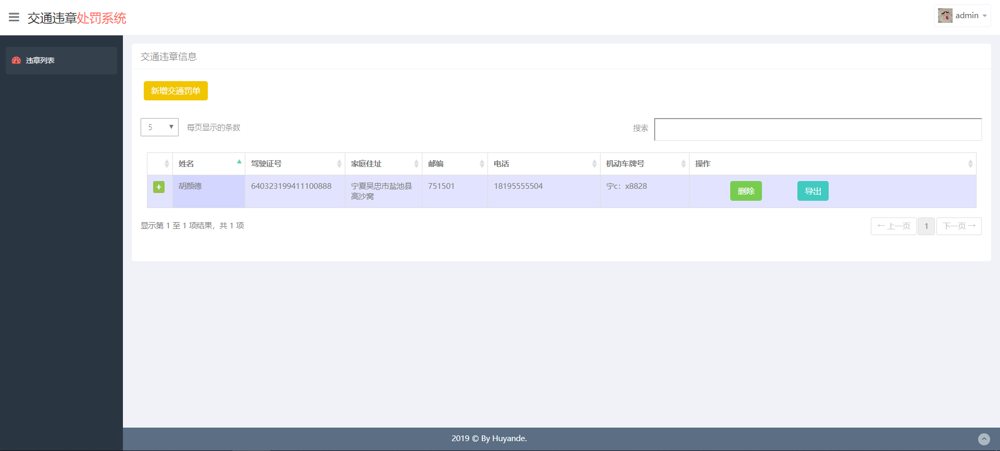 交通违章处罚系统
admin
违章列表
交通违章信息
新增交通罚单
5 每页显示的条数
搜索
姓名 驾驶证号 家庭住址 邮编 电话 机动车牌号 操作
胡颜德 640323199411100888 宁夏吴忠市盐池县 751501 18195555504 宁c：x8828 删除 导出
高沙窝
显示第 1 至 1 项结果，共 1 项
← 上一页 1 下一页 →
2019 © By Huyande.